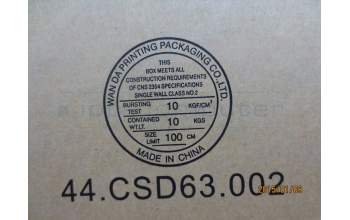 WAN DA PRINTING PACKAGING CO.,LTD.
THIS
BOX MEETS ALL
CONSTRUCTION REQUIREMENTS
OF CNS 2364 SPECIFICATIONS
SINGLE WALL CLASS NO.2
BURSTING TEST 10 KGF/CM²
CONTAINED WT.LT. 10 KGS
SIZE LIMIT 100 CM
MADE IN CHINA
44.CSD63.002